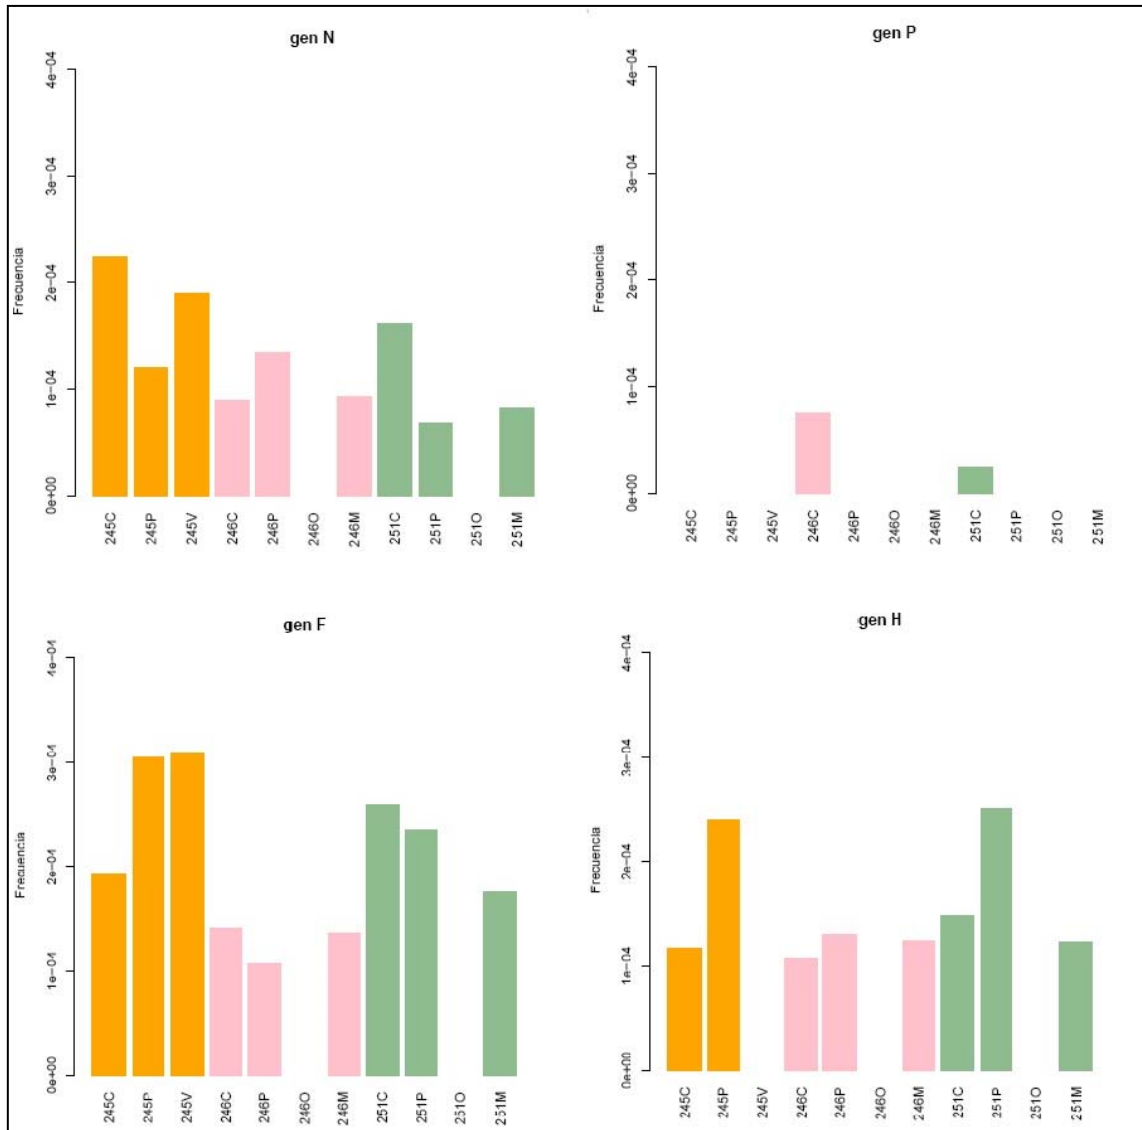 gen N
4e-04
3e-04
2e-04
1e-04
0e+00
Frecuencia
245C 245P 245V 246C 246P 246O 246M 251C 251P 251O 251M
gen P
4e-04
3e-04
2e-04
1e-04
0e+00
Frecuencia
245C 245P 245V 246C 246P 246O 246M 251C 251P 251O 251M
gen F
4e-04
3e-04
2e-04
1e-04
0e+00
Frecuencia
245C 245P 245V 246C 246P 246O 246M 251C 251P 251O 251M
gen H
4e-04
3e-04
2e-04
1e-04
0e+00
Frecuencia
245C 245P 245V 246C 246P 246O 246M 251C 251P 251O 251M